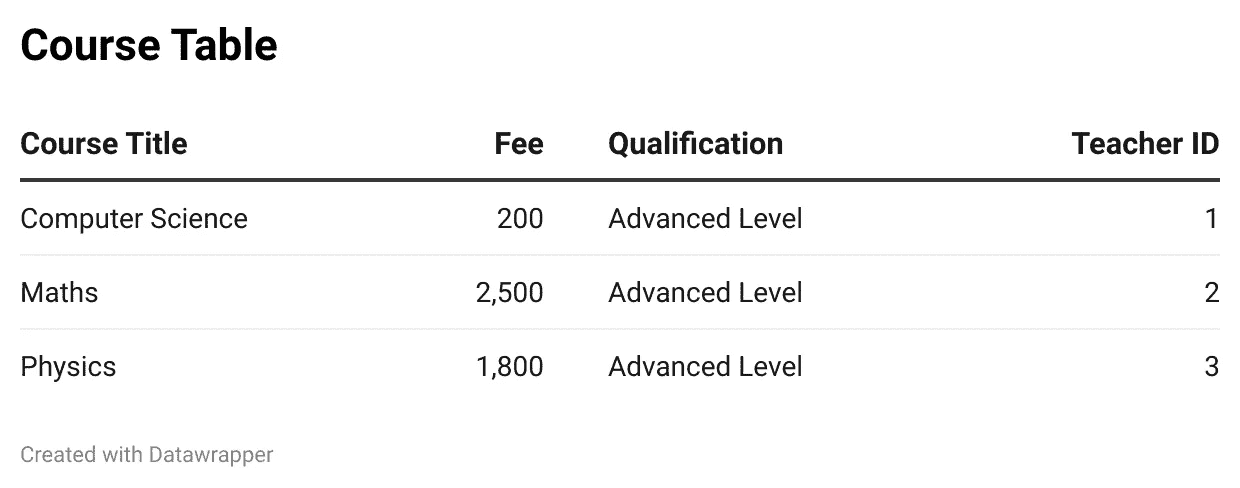 Course Table
Course Title Fee Qualification Teacher ID
Computer Science 200 Advanced Level 1
Maths 2,500 Advanced Level 2
Physics 1,800 Advanced Level 3
Created with Datawrapper